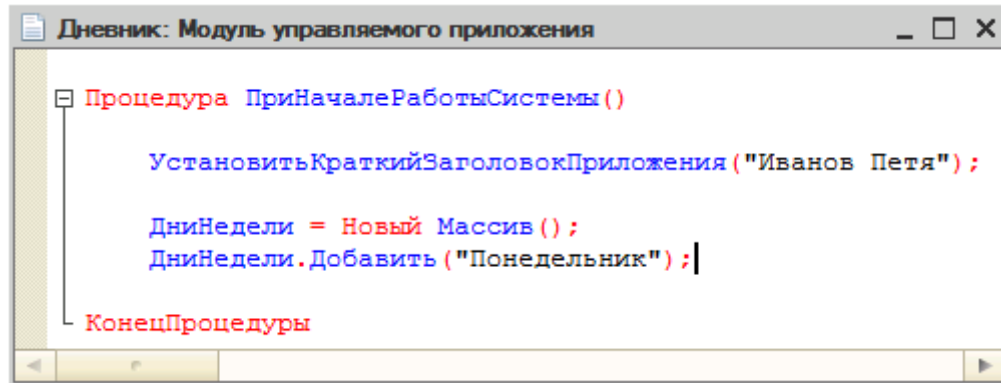 Дневник: Модуль управляемого приложения
Процедура ПриНачалеРаботыСистемы()
УстановитьКраткийЗаголовокПриложения("Иванов Петя");
ДниНедели = Новый Массив();
ДниНедели.Добавить("Понедельник");
КонецПроцедуры